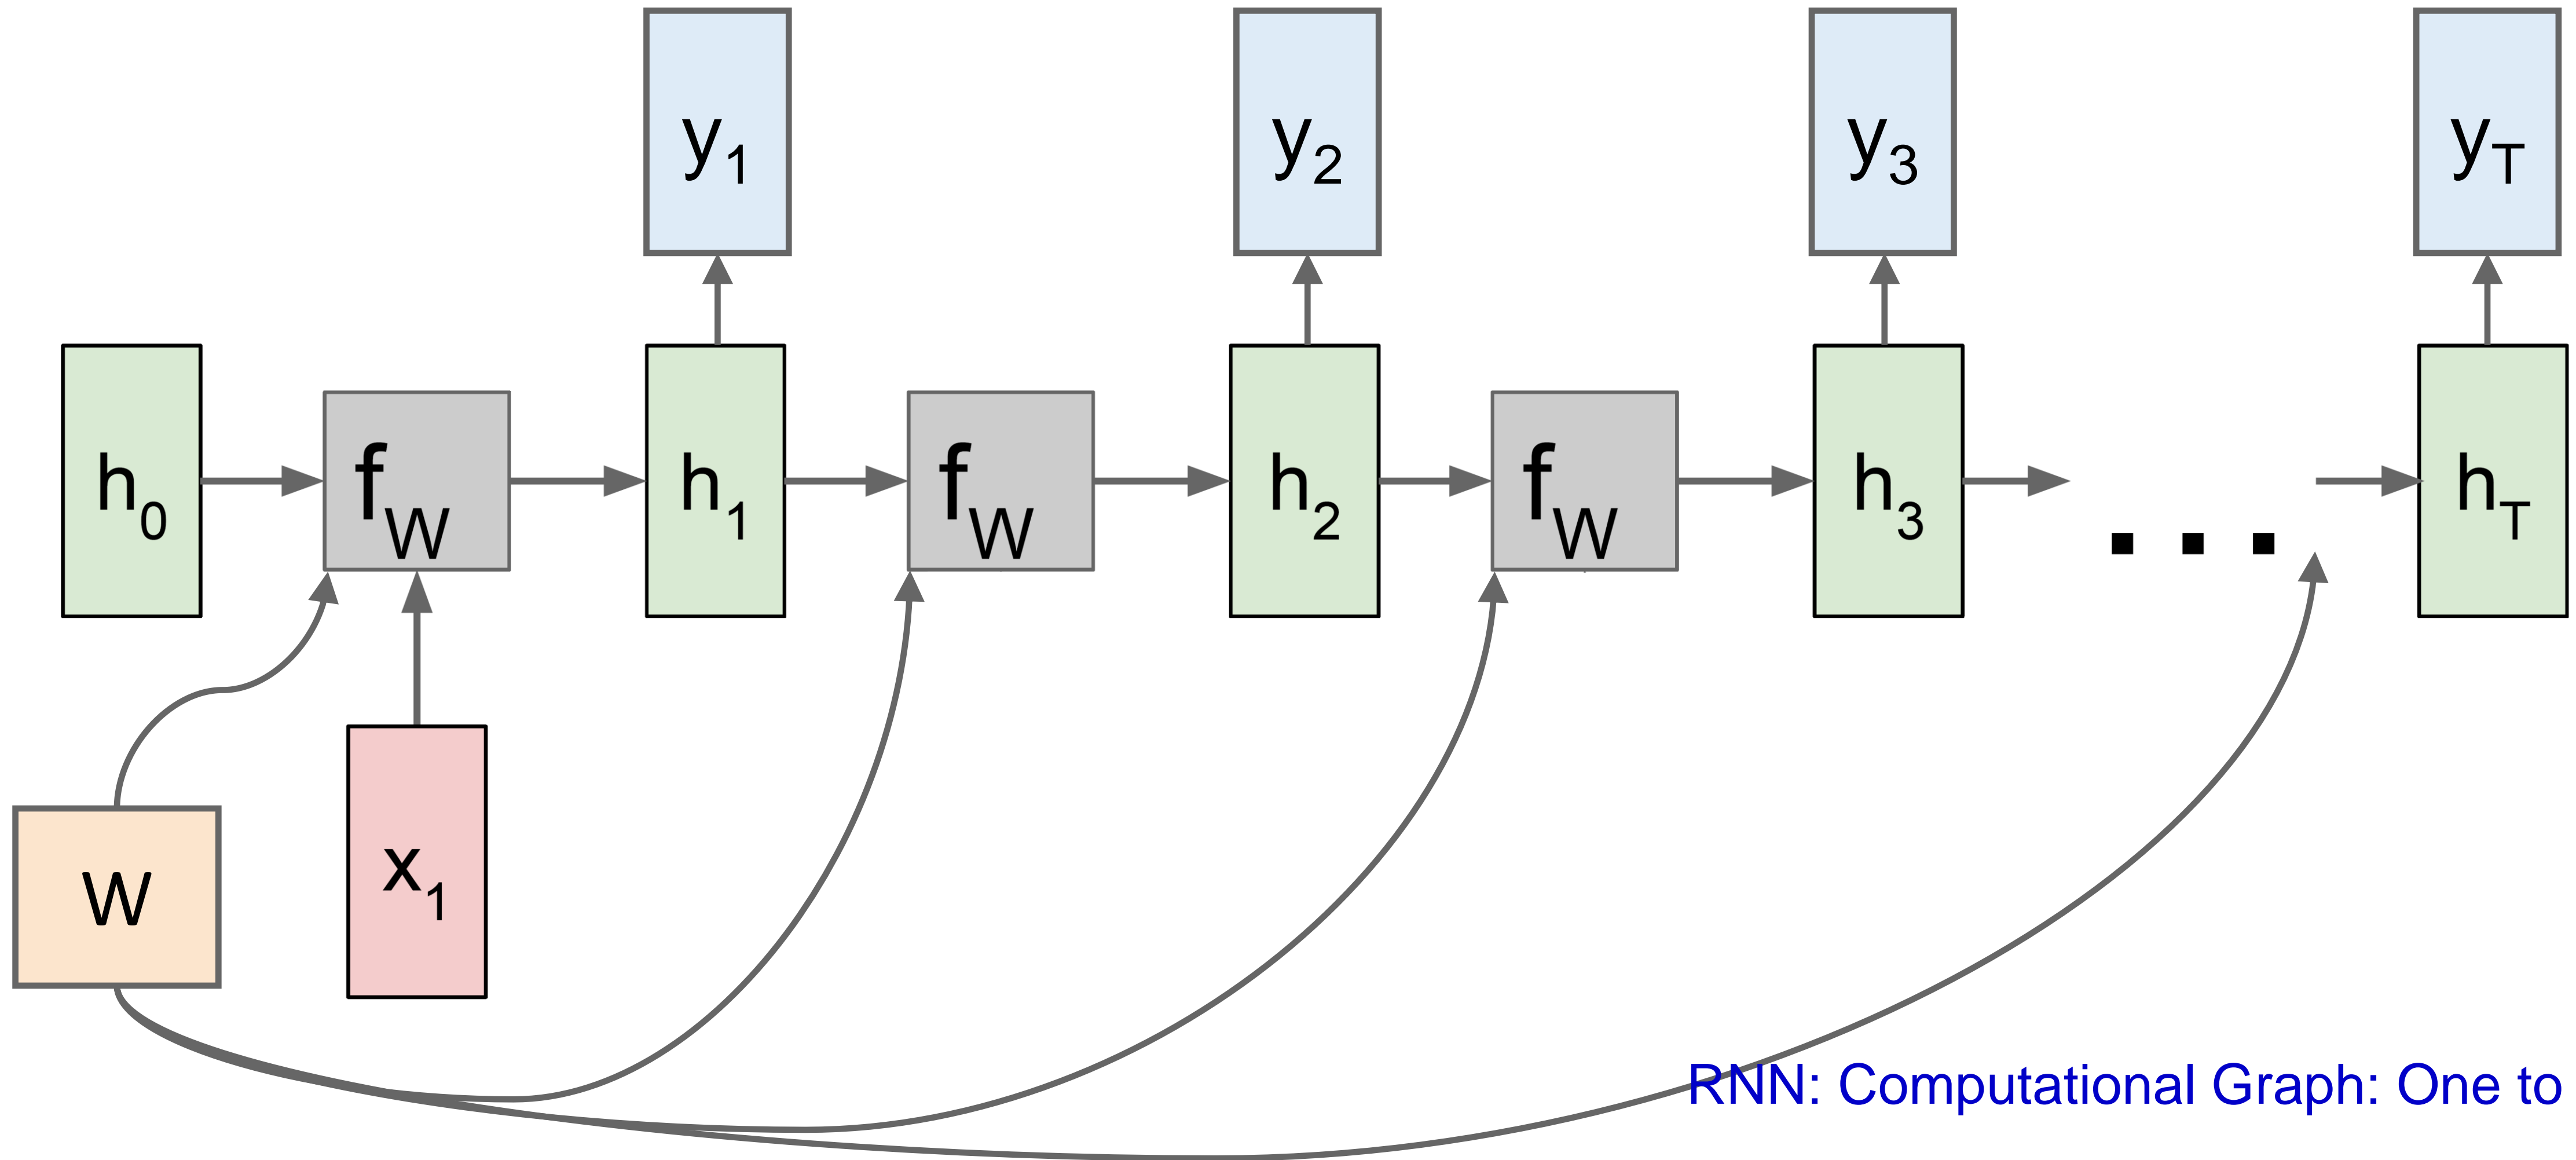 y1 y2 y3 yT
h0 fW h1 fW h2 fW h3 ... hT
W x1
RNN: Computational Graph: One to